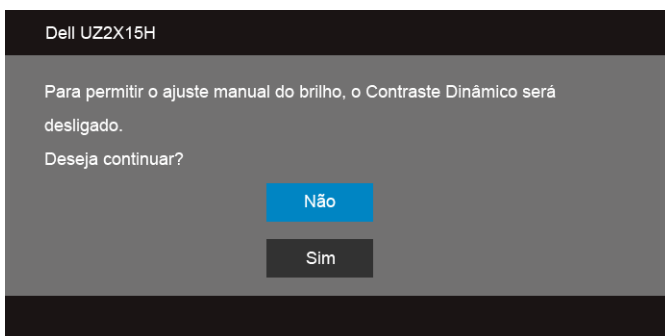 Dell UZ2X15H
Para permitir o ajuste manual do brilho, o Contraste Dinâmico será
desligado.
Deseja continuar?
Não
Sim